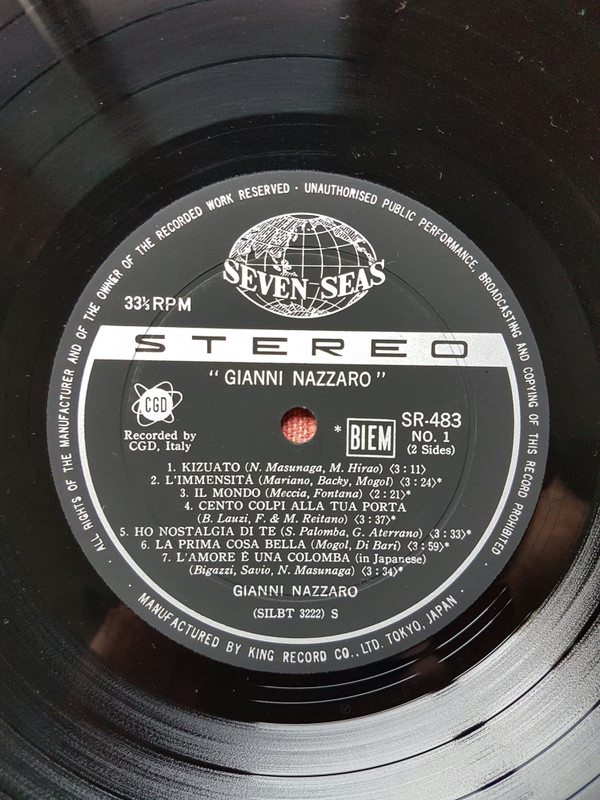 ALL RIGHTS OF THE MANUFACTURER AND OF THE OWNER OF THE RECORDED WORK RESERVED · UNAUTHORISED PUBLIC PERFORMANCE, BROADCASTING AND COPYING OF THIS RECORD PROHIBITED
SEVEN SEAS
33⅓ RPM
STEREO
"GIANNI NAZZARO"
CGD
Recorded by
CGD, Italy
* BIEM
SR-483
NO. 1
(2 Sides)
1. KIZUATO (N. Masunaga, M. Hirao) ⟨3:11⟩
2. L'IMMENSITÁ (Mariano, Backy, Mogol) ⟨3:24⟩*
3. IL MONDO (Meccia, Fontana) ⟨2:21⟩*
4. CENTO COLPI ALLA TUA PORTA
(B. Lauzi, F. & M. Reitano) ⟨3:37⟩*
5. HO NOSTALGIA DI TE (S. Palomba, G. Aterrano) ⟨3:33⟩*
6. LA PRIMA COSA BELLA (Mogol, Di Bari) ⟨3:59⟩*
7. L'AMORE È UNA COLOMBA (in Japanese)
(Bigazzi, Savio, N. Masunaga) ⟨3:34⟩*
GIANNI NAZZARO
(SILBT 3222) S
· MANUFACTURED BY KING RECORD CO., LTD. TOKYO, JAPAN ·